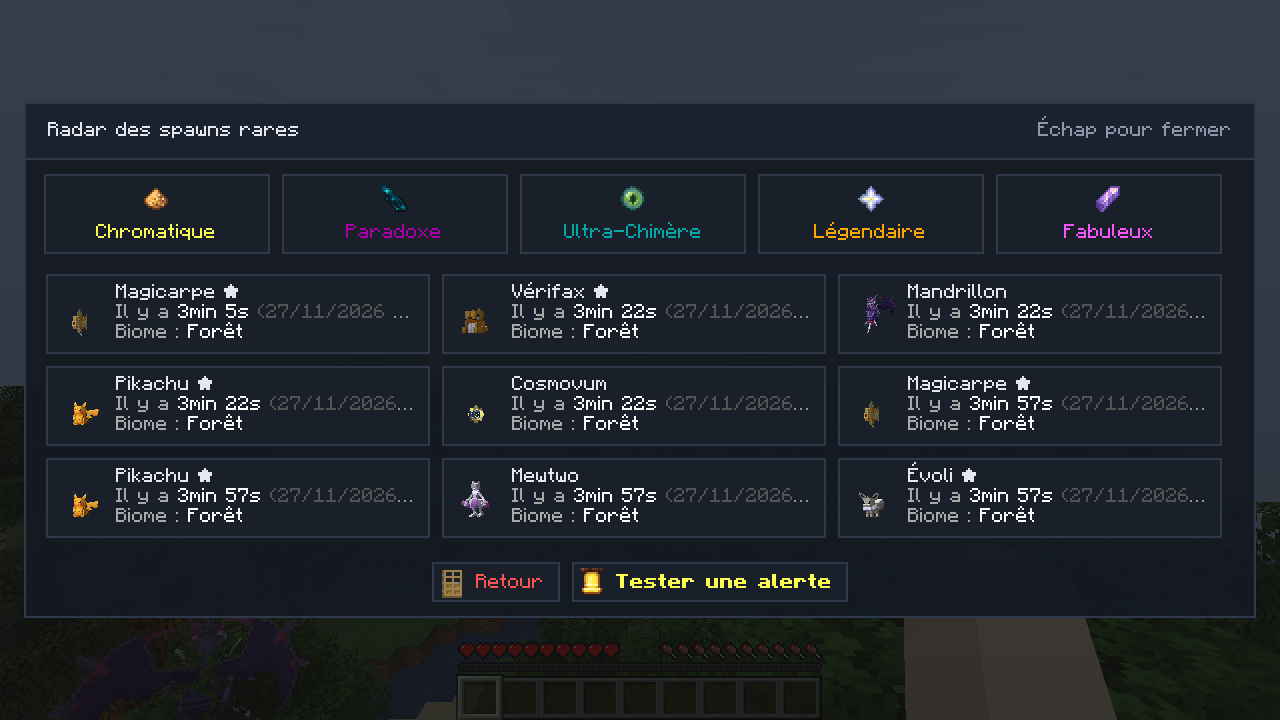 Radar des spawns rares
Échap pour fermer
Chromatique
Paradoxe
Ultra-Chimère
Légendaire
Fabuleux
Magicarpe ★
Il y a 3min 5s (27/11/2026 ...
Biome : Forêt
Vérifax ★
Il y a 3min 22s (27/11/2026...
Biome : Forêt
Mandrillon
Il y a 3min 22s (27/11/2026...
Biome : Forêt
Pikachu ★
Il y a 3min 22s (27/11/2026...
Biome : Forêt
Cosmovum
Il y a 3min 22s (27/11/2026...
Biome : Forêt
Magicarpe ★
Il y a 3min 57s (27/11/2026...
Biome : Forêt
Pikachu ★
Il y a 3min 57s (27/11/2026...
Biome : Forêt
Mewtwo
Il y a 3min 57s (27/11/2026...
Biome : Forêt
Évoli ★
Il y a 3min 57s (27/11/2026...
Biome : Forêt
Retour
Tester une alerte